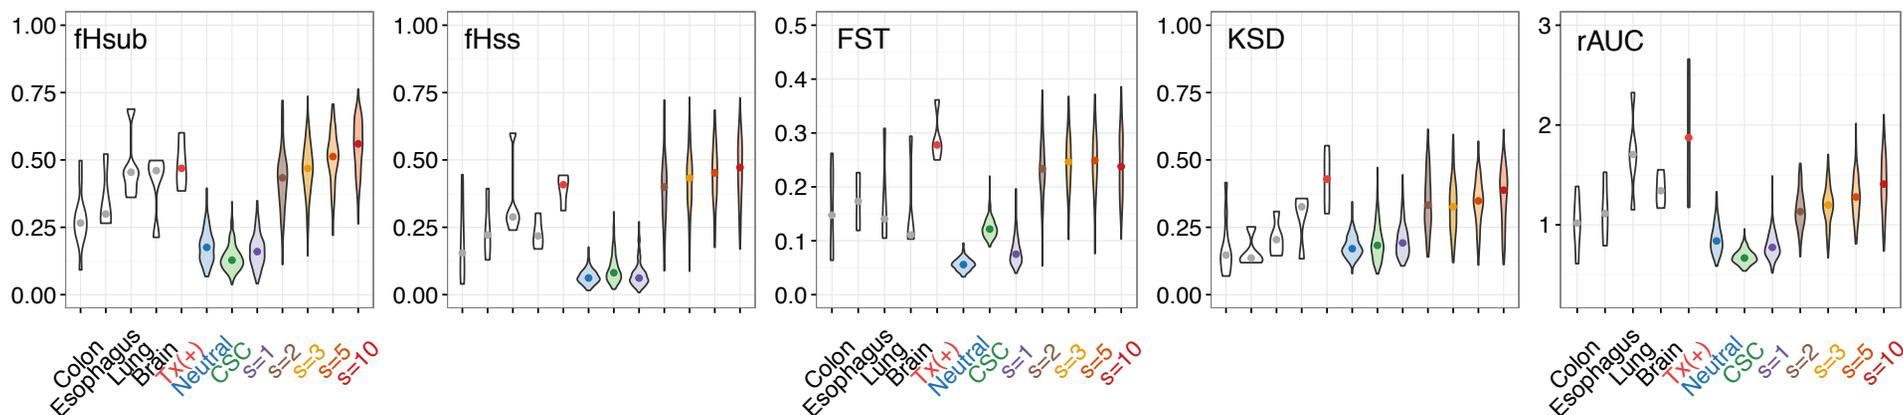 fHsub
1.00
0.75
0.50
0.25
0.00
Colon
Esophagus
Lung
Brain
Tx(+)
Neutral
CSC
s=1
s=2
s=3
s=5
s=10
fHss
1.00
0.75
0.50
0.25
0.00
FST
0.5
0.4
0.3
0.2
0.1
0.0
Colon
Esophagus
Lung
Brain
Tx(+)
Neutral
CSC
s=1
s=2
s=3
s=5
s=10
KSD
1.00
0.75
0.50
0.25
0.00
rAUC
3
2
1
Colon
Esophagus
Lung
Brain
Tx(+)
Neutral
CSC
s=1
s=2
s=3
s=5
s=10